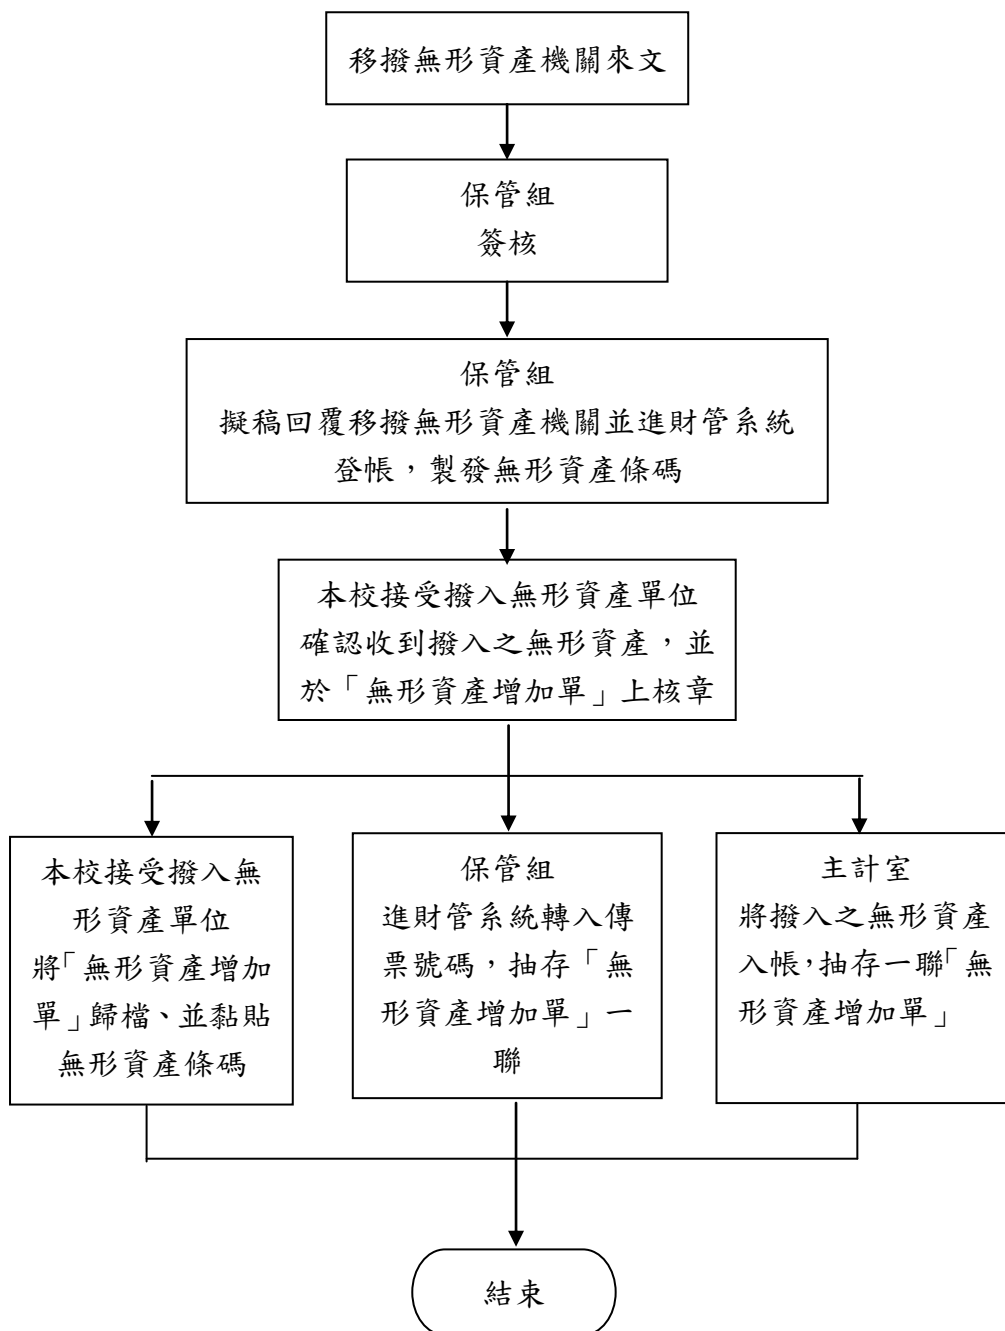 移撥無形資產機關來文
保管組
簽核
保管組
擬稿回覆移撥無形資產機關並進財管系統
登帳，製發無形資產條碼
本校接受撥入無形資產單位
確認收到撥入之無形資產，並
於「無形資產增加單」上核章
本校接受撥入無
形資產單位
將「無形資產增加
單」歸檔、並黏貼
無形資產條碼
保管組
進財管系統轉入傳
票號碼，抽存「無
形資產增加單」一
聯
主計室
將撥入之無形資產
入帳，抽存一聯「無
形資產增加單」
結束